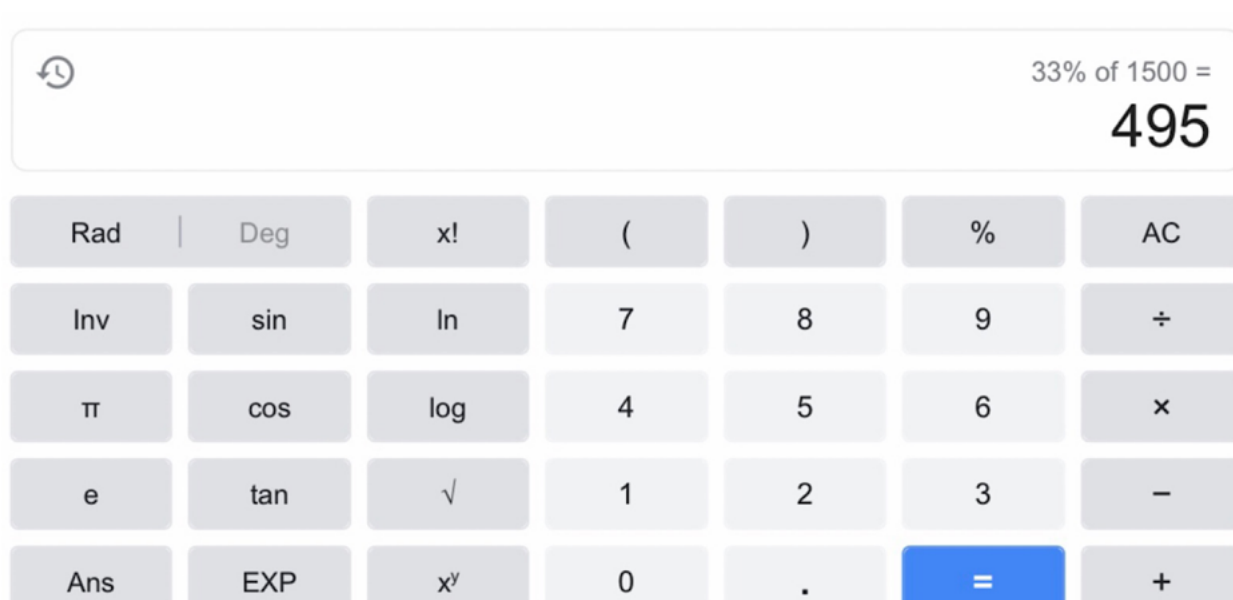 33% of 1500 =
495
Rad | Deg x! ( ) % AC
Inv sin ln 7 8 9 ÷
π cos log 4 5 6 ×
e tan √ 1 2 3 −
Ans EXP xʸ 0 . = +